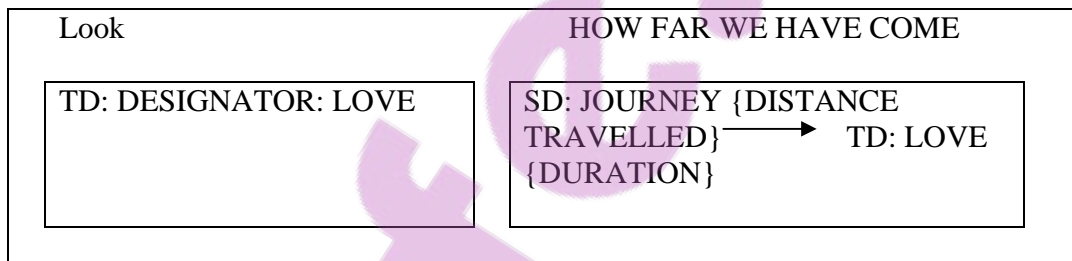 Look HOW FAR WE HAVE COME
TD: DESIGNATOR: LOVE
SD: JOURNEY {DISTANCE
TRAVELLED} TD: LOVE
{DURATION}